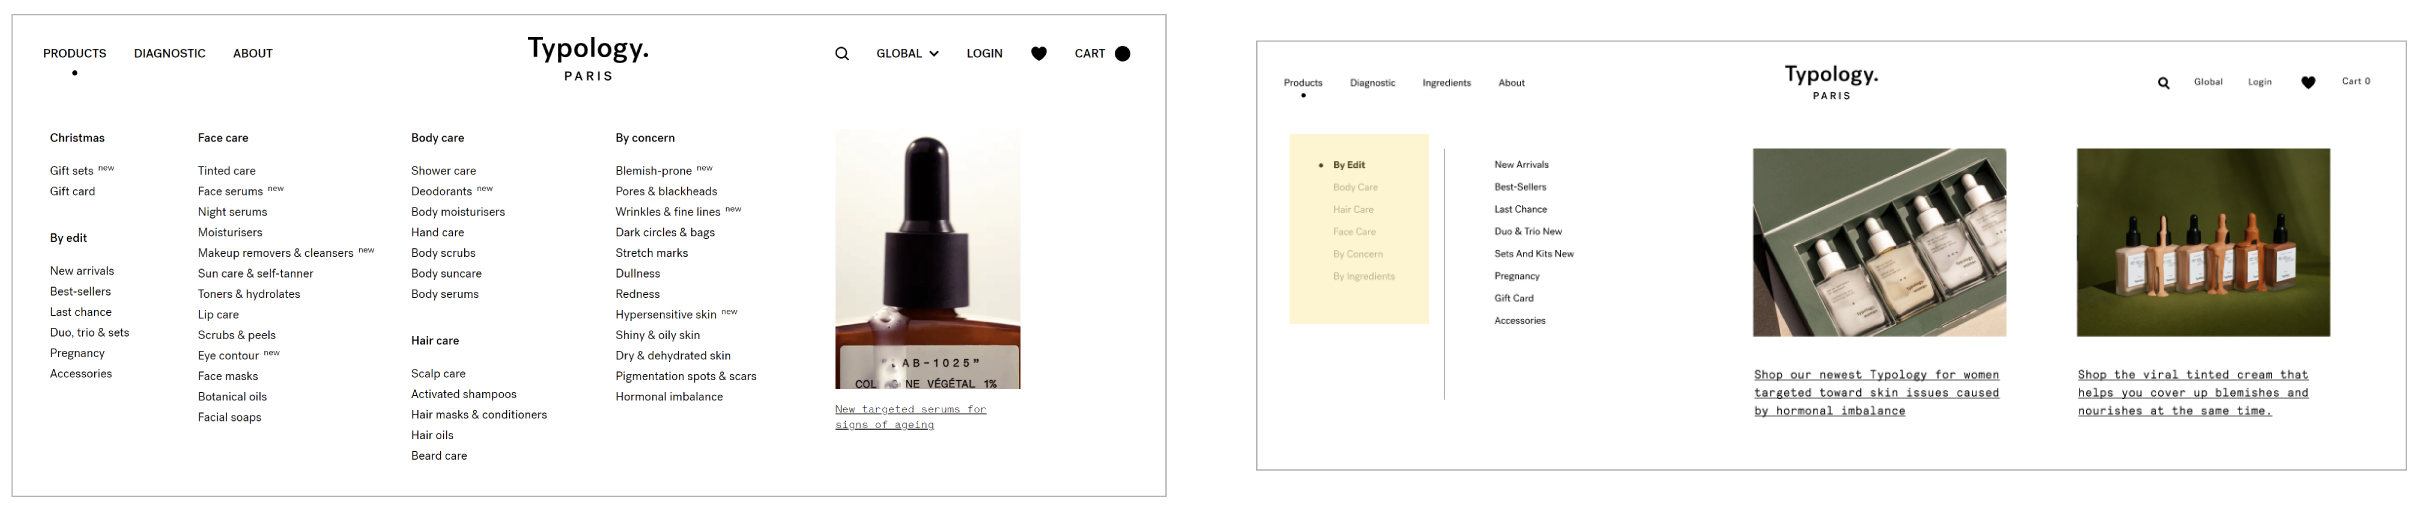 PRODUCTS DIAGNOSTIC ABOUT
Typology.
PARIS
GLOBAL LOGIN CART
Christmas
Gift sets new
Gift card
By edit
New arrivals
Best-sellers
Last chance
Duo, trio & sets
Pregnancy
Accessories
Face care
Tinted care
Face serums new
Night serums
Moisturisers
Makeup removers & cleansers new
Sun care & self-tanner
Toners & hydrolates
Lip care
Scrubs & peels
Eye contour new
Face masks
Botanical oils
Facial soaps
Body care
Shower care
Deodorants new
Body moisturisers
Hand care
Body scrubs
Body suncare
Body serums
Hair care
Scalp care
Activated shampoos
Hair masks & conditioners
Hair oils
Beard care
By concern
Blemish-prone new
Pores & blackheads
Wrinkles & fine lines new
Dark circles & bags
Stretch marks
Dullness
Redness
Hypersensitive skin new
Shiny & oily skin
Dry & dehydrated skin
Pigmentation spots & scars
Hormonal imbalance
AB-1025"
VÉGÉTAL 1%
New targeted serums for
signs of ageing
Products Diagnostic Ingredients About
Typology.
PARIS
Global Login Cart 0
By Edit
Body Care
Hair Care
Face Care
By Concern
By Ingredients
New Arrivals
Best-Sellers
Last Chance
Duo & Trio New
Sets And Kits New
Pregnancy
Gift Card
Accessories
Shop our newest Typology for women
targeted toward skin issues caused
by hormonal imbalance
Shop the viral tinted cream that
helps you cover up blemishes and
nourishes at the same time.